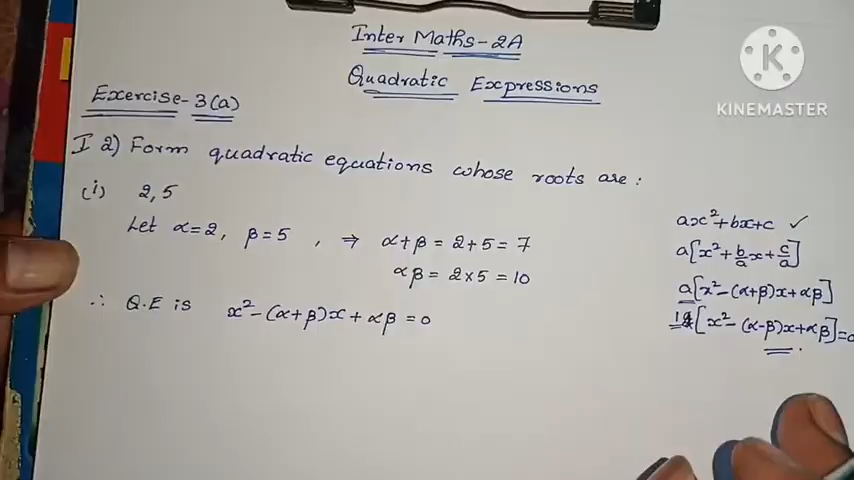 Inter Maths-2A
Quadratic Expressions
Exercise-3(a)
I 2) Form quadratic equations whose roots are :
(i) 2,5
Let α=2, β=5 , ⇒ α+β = 2+5 = 7
αβ = 2×5 = 10
∴ Q.E is x²-(α+β)x+αβ=0
ax²+bx+c ✓
a[x²+b/a x+c/a]
a[x²-(α+β)x+αβ]
[x²-(α-β)x+αβ]=0
K
KINEMASTER